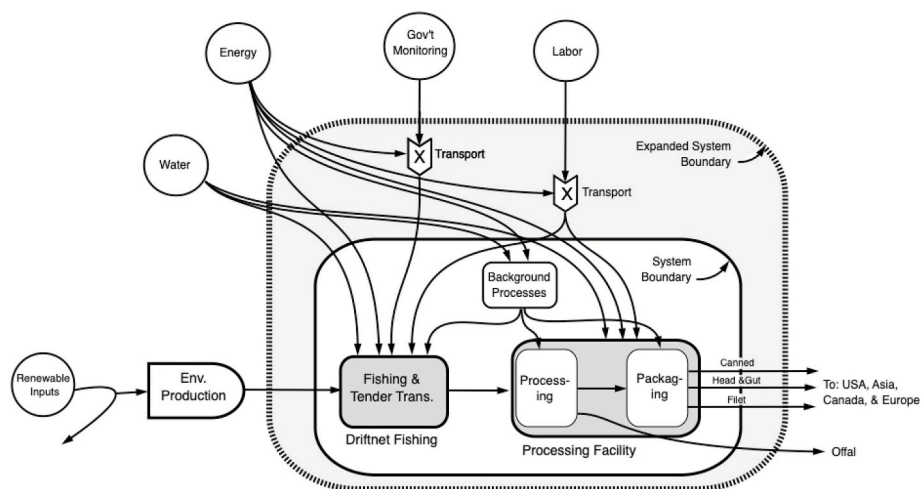 Energy
Gov't
Monitoring
Labor
Expanded System
Boundary
X
Transport
Water
X
Transport
System
Boundary
Background
Processes
Renewable
Inputs
Env.
Production
Fishing &
Tender Trans.
Driftnet Fishing
Process-
ing
Packag-
ing
Processing Facility
Canned
Head &Gut
Filet
To: USA, Asia,
Canada, & Europe
Offal